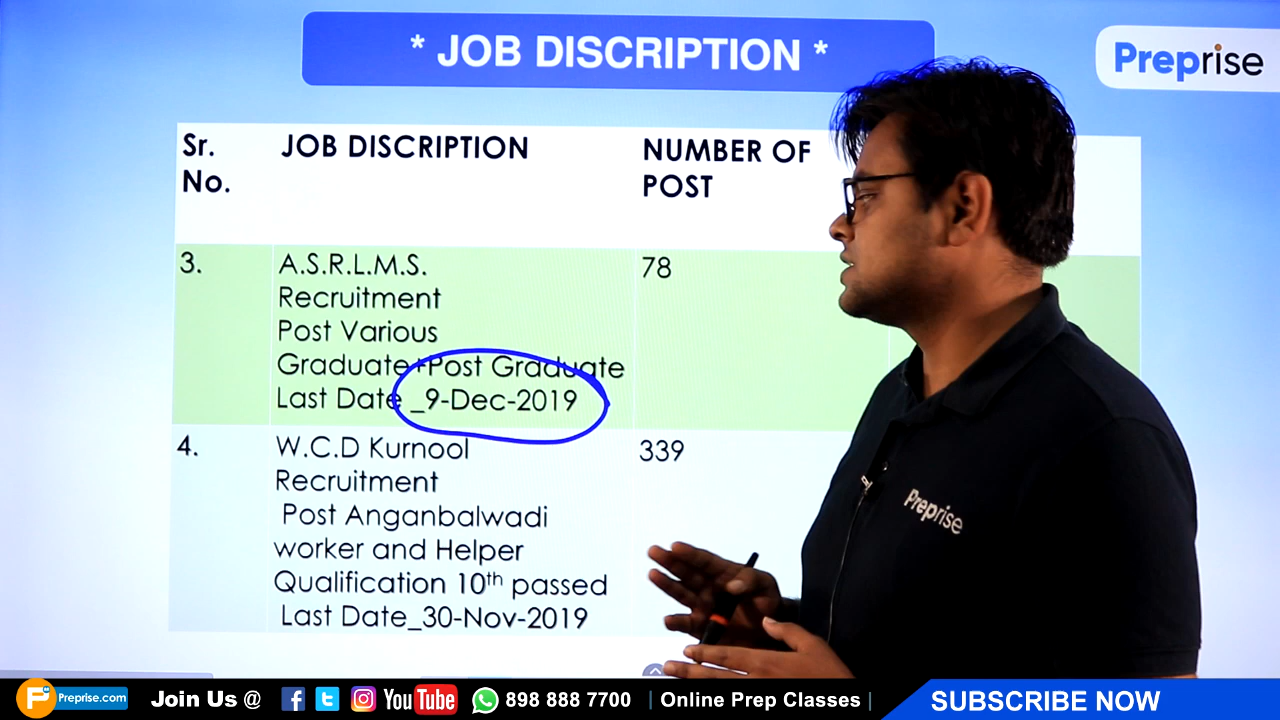 * JOB DISCRIPTION *
Preprise
Sr.
No.
JOB DISCRIPTION
NUMBER OF
POST
3.
A.S.R.L.M.S.
Recruitment
Post Various
Graduate+Post Graduate
Last Date _9-Dec-2019
78
4.
W.C.D Kurnool
Recruitment
Post Anganbalwadi
worker and Helper
Qualification 10th passed
Last Date_30-Nov-2019
339
Preprise
P Preprise.com Join Us @ YouTube 898 888 7700 | Online Prep Classes | SUBSCRIBE NOW